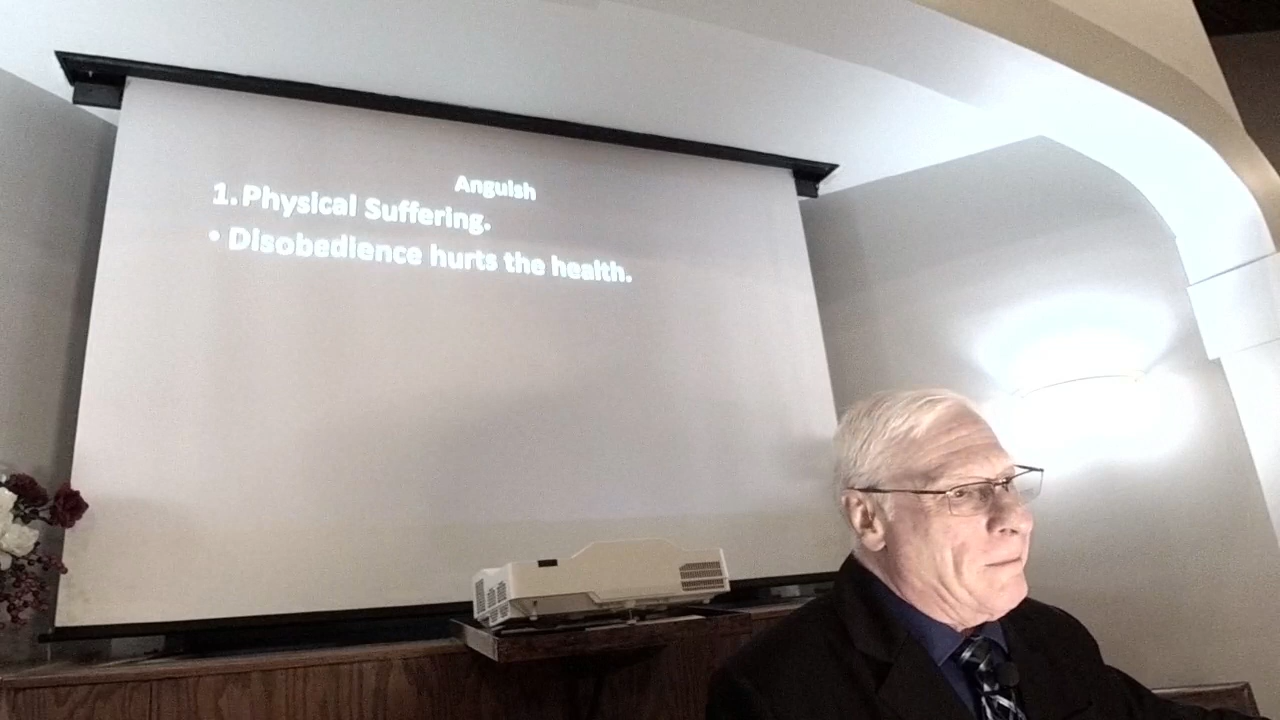 Anguish
1. Physical Suffering.
• Disobedience hurts the health.